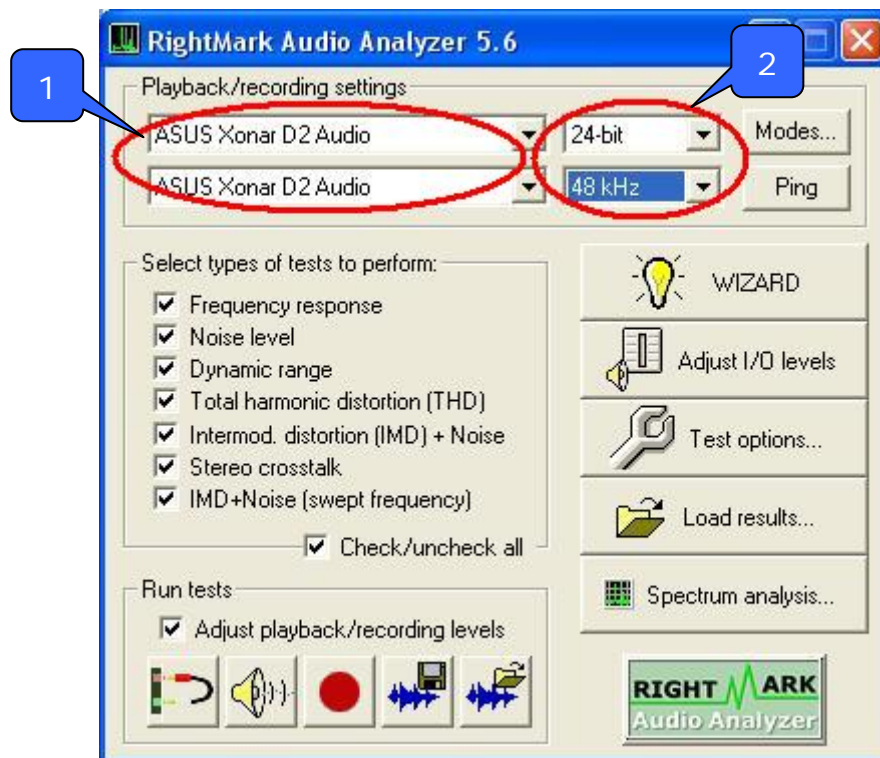 RightMark Audio Analyzer 5.6
1
2
Playback/recording settings
ASUS Xonar D2 Audio
24-bit
Modes...
ASUS Xonar D2 Audio
48 kHz
Ping
Select types of tests to perform:
Frequency response
Noise level
Dynamic range
Total harmonic distortion (THD)
Intermod. distortion (IMD) + Noise
Stereo crosstalk
IMD+Noise (swept frequency)
Check/uncheck all
WIZARD
Adjust I/O levels
Test options...
Load results...
Spectrum analysis...
Run tests
Adjust playback/recording levels
RIGHT MARK
Audio Analyzer